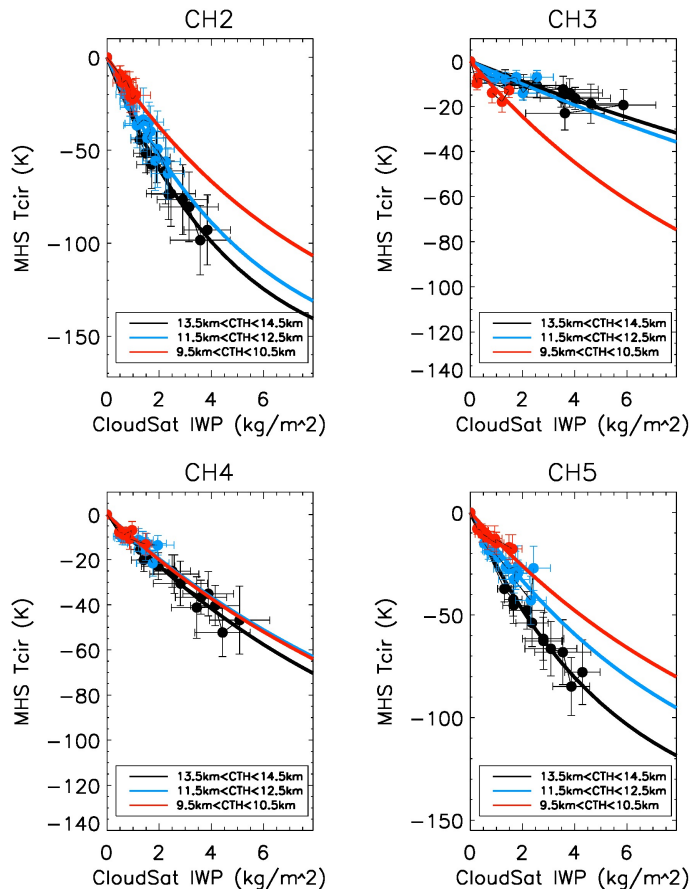 CH2
CH3
MHS Tcir (K)
0
−50
−100
−150
13.5km<CTH<14.5km
11.5km<CTH<12.5km
9.5km<CTH<10.5km
0 2 4 6
CloudSat IWP (kg/m^2)
MHS Tcir (K)
0
−20
−40
−60
−80
−100
−120
−140
13.5km<CTH<14.5km
11.5km<CTH<12.5km
9.5km<CTH<10.5km
0 2 4 6
CloudSat IWP (kg/m^2)
CH4
CH5
MHS Tcir (K)
0
−20
−40
−60
−80
−100
−120
−140
13.5km<CTH<14.5km
11.5km<CTH<12.5km
9.5km<CTH<10.5km
0 2 4 6
CloudSat IWP (kg/m^2)
MHS Tcir (K)
0
−50
−100
−150
13.5km<CTH<14.5km
11.5km<CTH<12.5km
9.5km<CTH<10.5km
0 2 4 6
CloudSat IWP (kg/m^2)